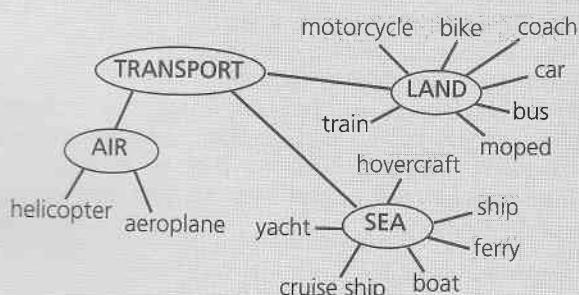 motorcycle bike coach
TRANSPORT
LAND
car
bus
train
moped
AIR
hovercraft
helicopter
aeroplane
yacht
SEA
ship
ferry
cruise ship
boat